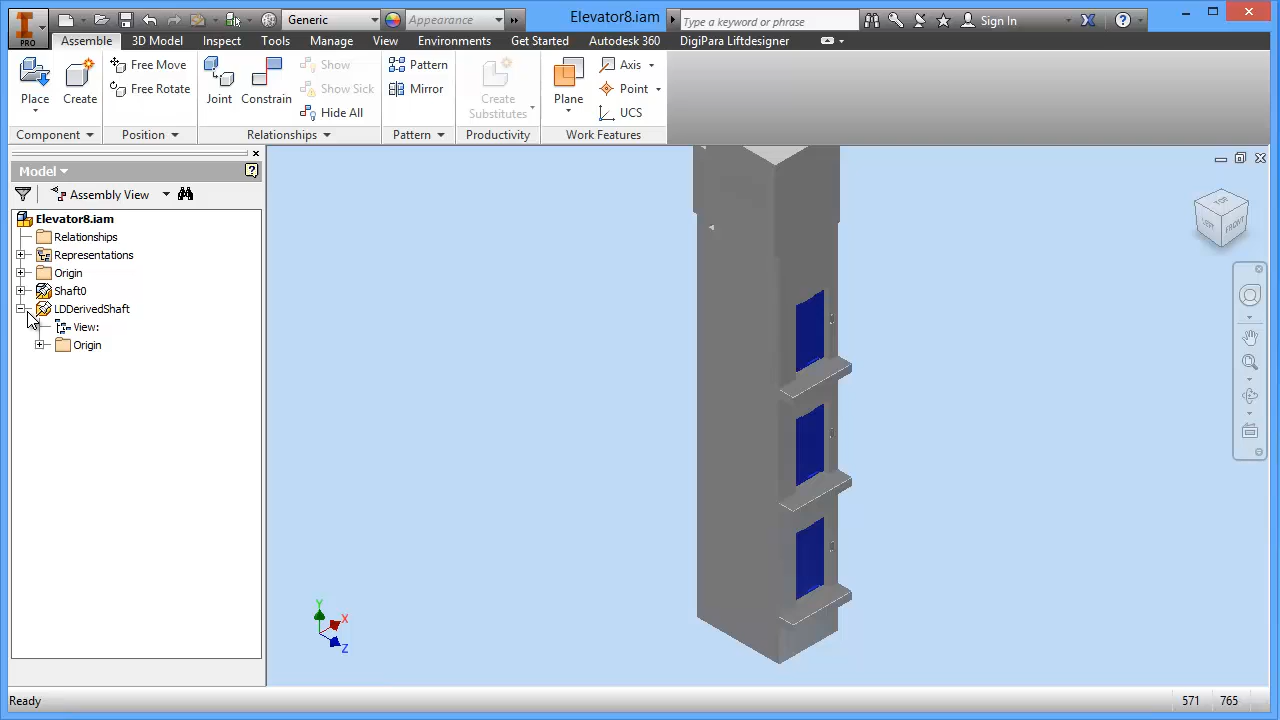 Generic
Appearance
Elevator8.iam
Type a keyword or phrase
Sign In
PRO
Assemble
3D Model
Inspect
Tools
Manage
View
Environments
Get Started
Autodesk 360
DigiPara Liftdesigner
Place
Create
Free Move
Free Rotate
Joint
Constrain
Show
Show Sick
Hide All
Pattern
Mirror
Create
Substitutes
Plane
Axis
Point
UCS
Component
Position
Relationships
Pattern
Productivity
Work Features
Model
Assembly View
Elevator8.iam
Relationships
Representations
Origin
Shaft0
LDDerivedShaft
View:
Origin
TOP
LEFT
FRONT
Y
X
Z
Ready
571
765